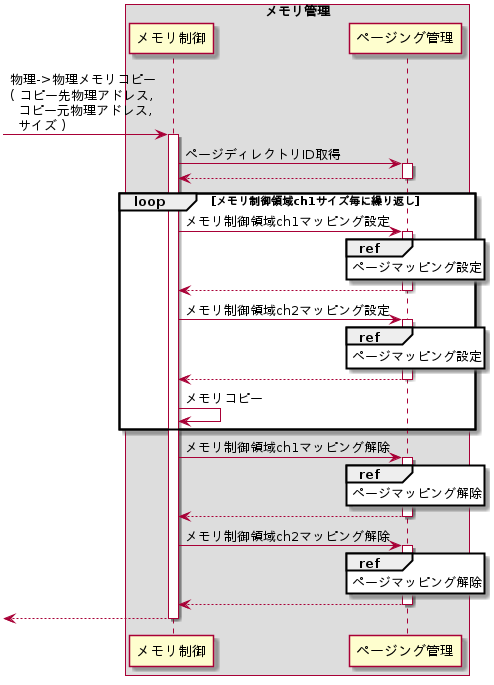 メモリ管理
メモリ制御
ページング管理
物理->物理メモリコピー
( コピー先物理アドレス,
コピー元物理アドレス,
サイズ )
ページディレクトリID取得
loop
[メモリ制御領域ch1サイズ毎に繰り返し]
メモリ制御領域ch1マッピング設定
ref
ページマッピング設定
メモリ制御領域ch2マッピング設定
ref
ページマッピング設定
メモリコピー
メモリ制御領域ch1マッピング解除
ref
ページマッピング解除
メモリ制御領域ch2マッピング解除
ref
ページマッピング解除
メモリ制御
ページング管理